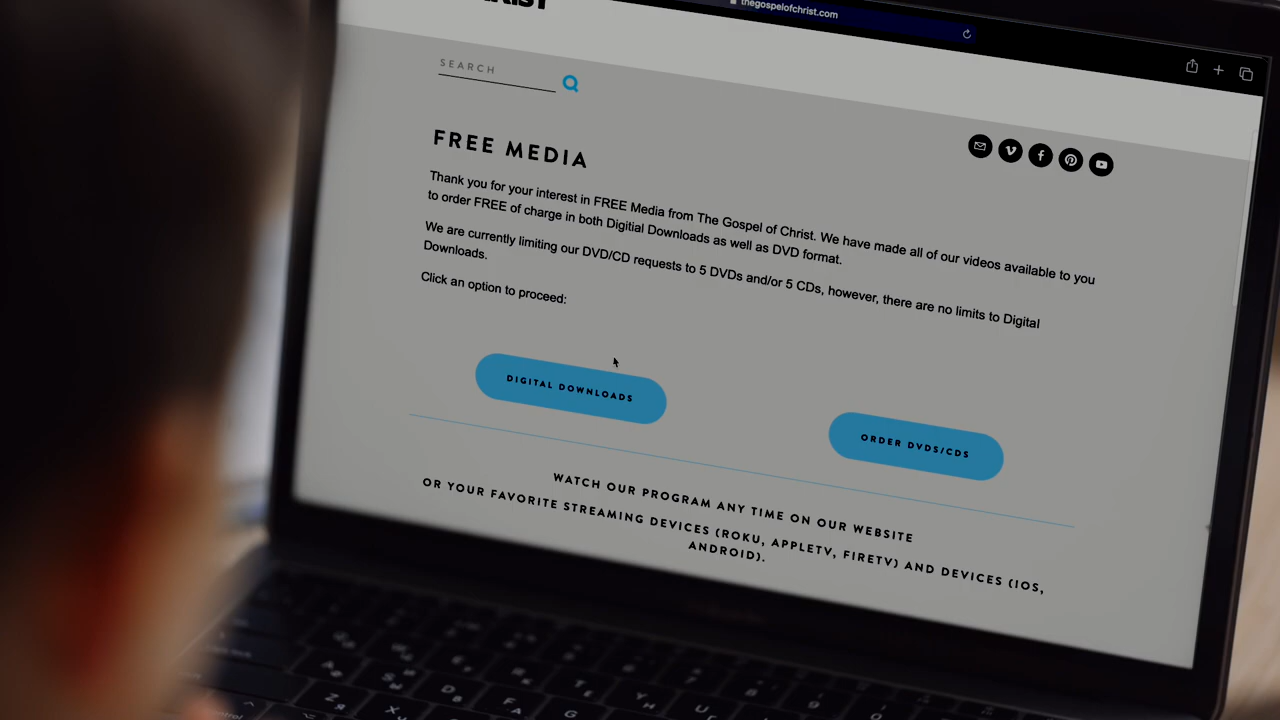 thegospelofchrist.com
SEARCH
FREE MEDIA
Thank you for your interest in FREE Media from The Gospel of Christ. We have made all of our videos available to you
to order FREE of charge in both Digitial Downloads as well as DVD format.
We are currently limiting our DVD/CD requests to 5 DVDs and/or 5 CDs, however, there are no limits to Digital
Downloads.
Click an option to proceed:
DIGITAL DOWNLOADS
ORDER DVDS/CDS
WATCH OUR PROGRAM ANY TIME ON OUR WEBSITE
OR YOUR FAVORITE STREAMING DEVICES (ROKU, APPLETV, FIRETV) AND DEVICES (IOS,
ANDROID).